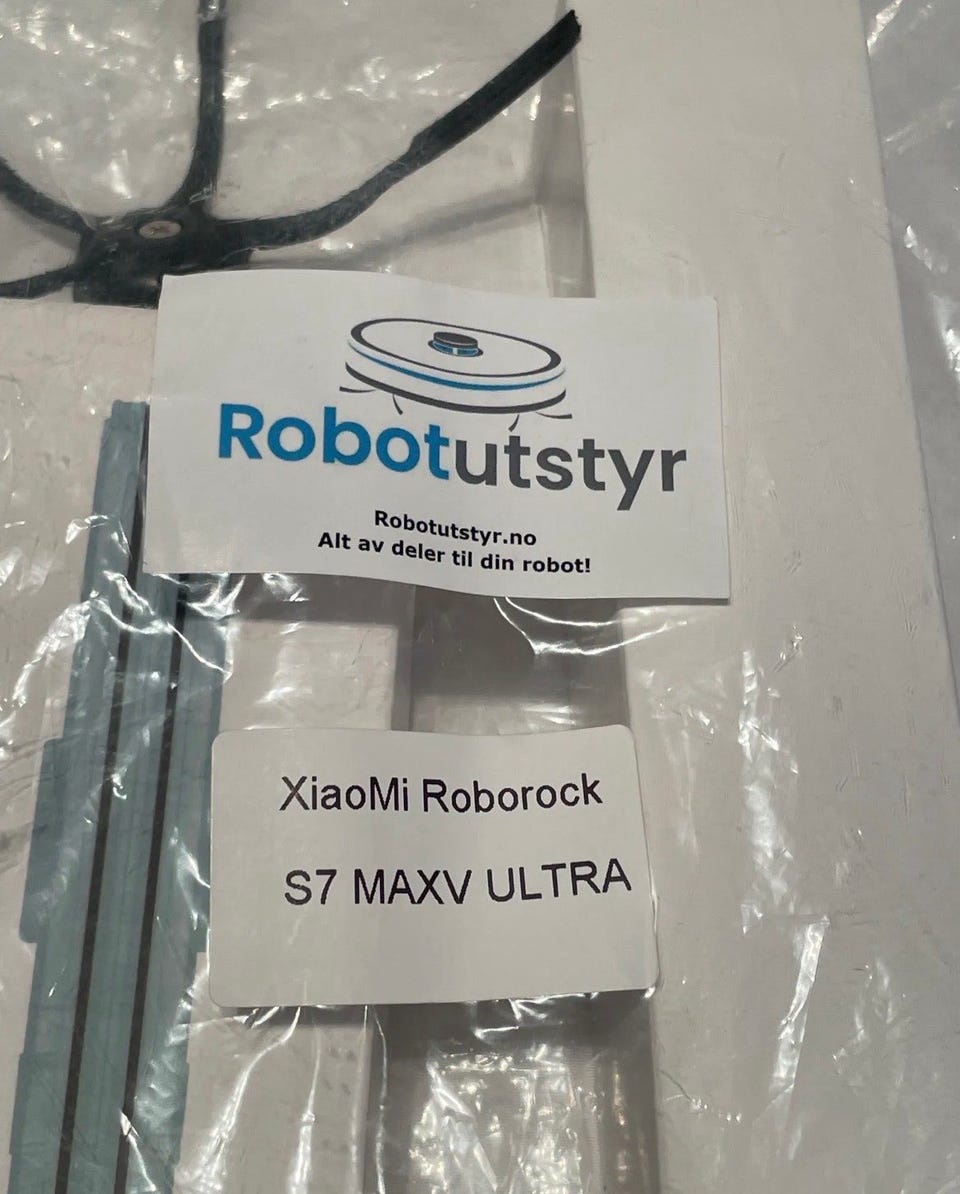 Robotutstyr
Robotutstyr.no
Alt av deler til din robot!
XiaoMi Roborock
S7 MAXV ULTRA